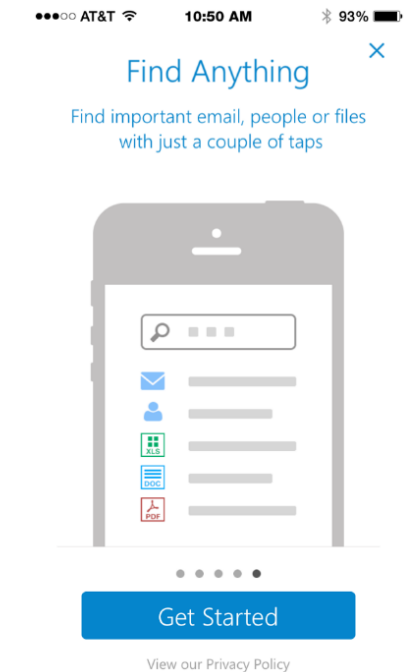 AT&T 10:50 AM 93%
Find Anything
Find important email, people or files
with just a couple of taps
XLS
DOC
PDF
Get Started
View our Privacy Policy